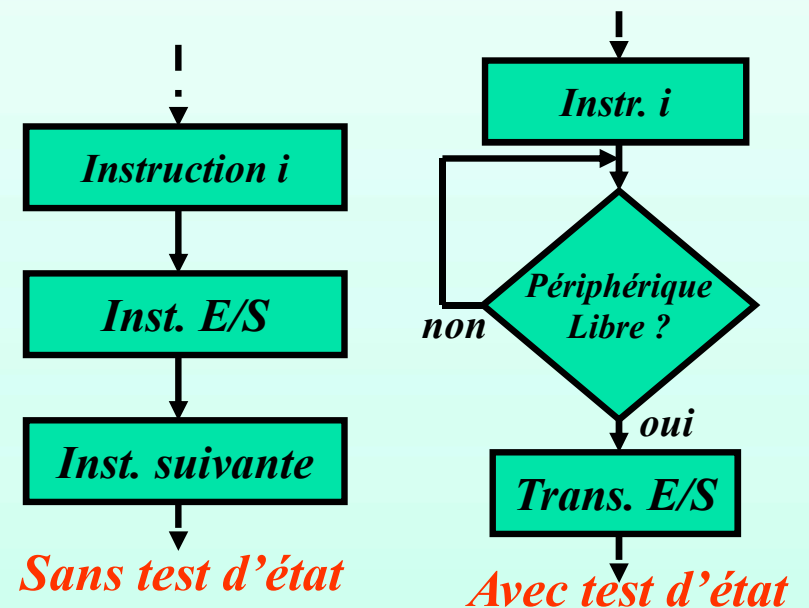 Instruction i
Inst. E/S
Inst. suivante
Sans test d’état
Instr. i
Périphérique
Libre ?
non
oui
Trans. E/S
Avec test d’état